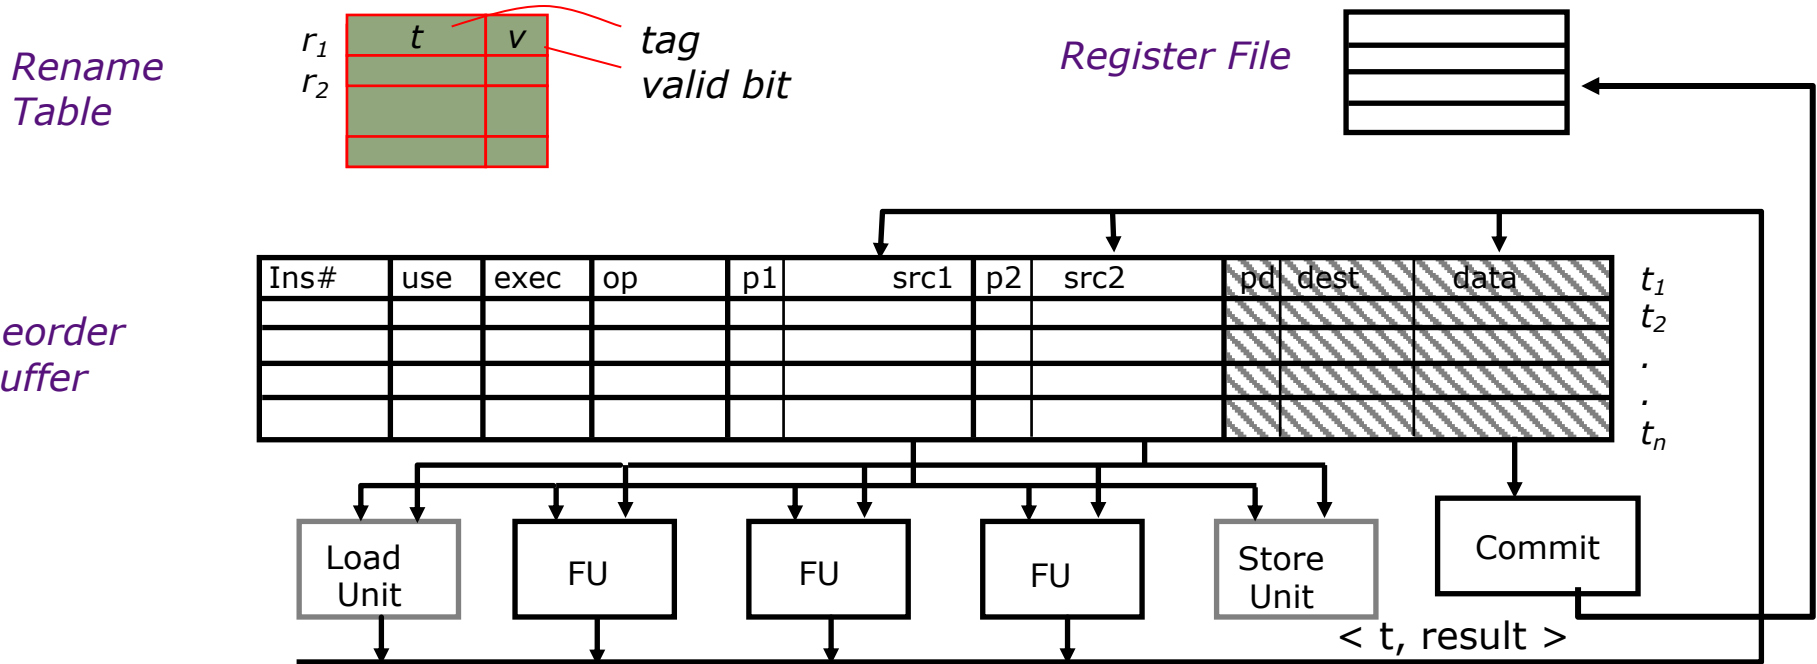 Rename
Table
r1
r2
t v
tag
valid bit
Register File
eorder
uffer
Ins# use exec op p1 src1 p2 src2 pd dest data
t1
t2
.
.
tn
Load
Unit
FU
FU
FU
Store
Unit
Commit
< t, result >